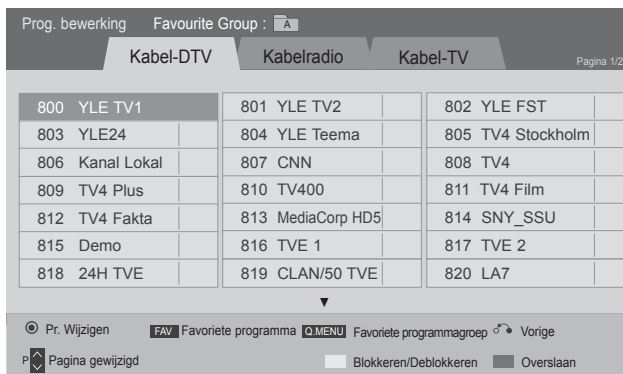 Prog. bewerking Favourite Group : A
Kabel-DTV Kabelradio Kabel-TV Pagina 1/2
800 YLE TV1 801 YLE TV2 802 YLE FST
803 YLE24 804 YLE Teema 805 TV4 Stockholm
806 Kanal Lokal 807 CNN 808 TV4
809 TV4 Plus 810 TV400 811 TV4 Film
812 TV4 Fakta 813 MediaCorp HD5 814 SNY_SSU
815 Demo 816 TVE 1 817 TVE 2
818 24H TVE 819 CLAN/50 TVE 820 LA7
Pr. Wijzigen FAV Favoriete programma Q.MENU Favoriete programmagroep Vorige
P Pagina gewijzigd Blokkeren/Deblokkeren Overslaan